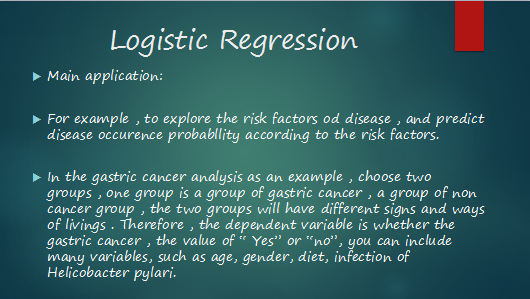 Logistic Regression
Main application:
For example , to explore the risk factors od disease , and predict
disease occurence probabllity according to the risk factors.
In the gastric cancer analysis as an example , choose two
groups , one group is a group of gastric cancer , a group of non
cancer group , the two groups will have different signs and ways
of livings . Therefore , the dependent variable is whether the
gastric cancer , the value of “ Yes” or “no”, you can include
many variables, such as age, gender, diet, infection of
Helicobacter pylari.